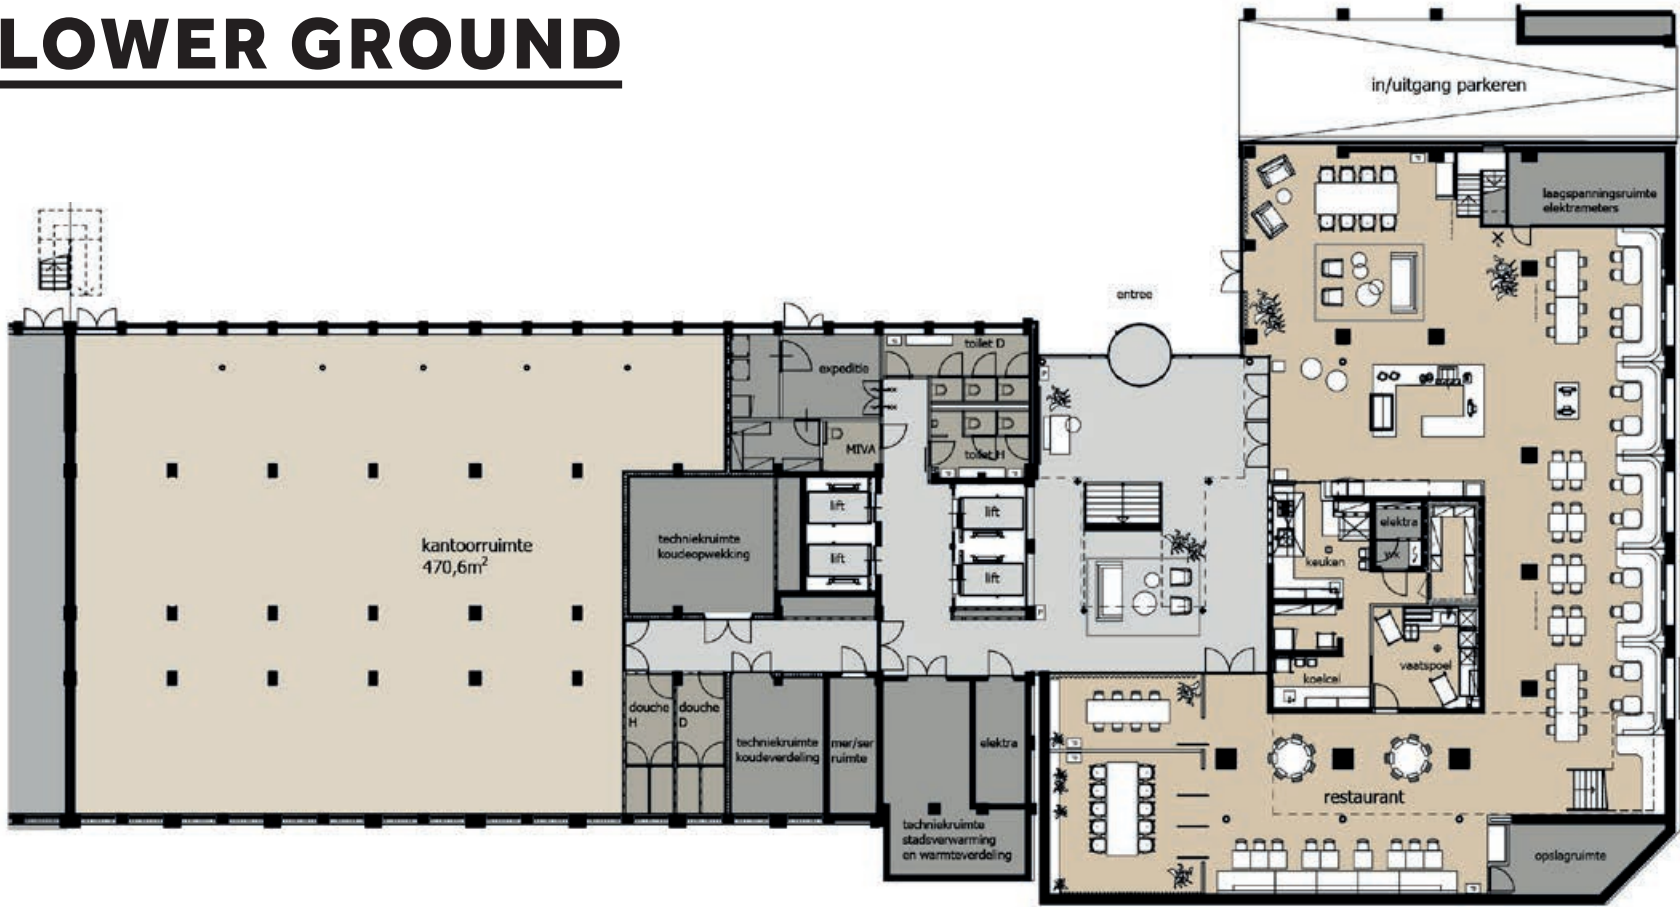 LOWER GROUND
in/uitgang parkeren
laagspanningsruimte
elektrameters
entree
toilet D
expeditie
MIVA
toilet H
lift
lift
lift
lift
techniekruimte
koudeopwekking
kantoorruimte
470,6m²
elektra
wk
keuken
vaatspoel
koelcel
douche
H
douche
D
techniekruimte
koudeverdeling
mer/ser
ruimte
elektra
restaurant
techniekruimte
stadsverwarming
en warmteverdeling
opslagruimte